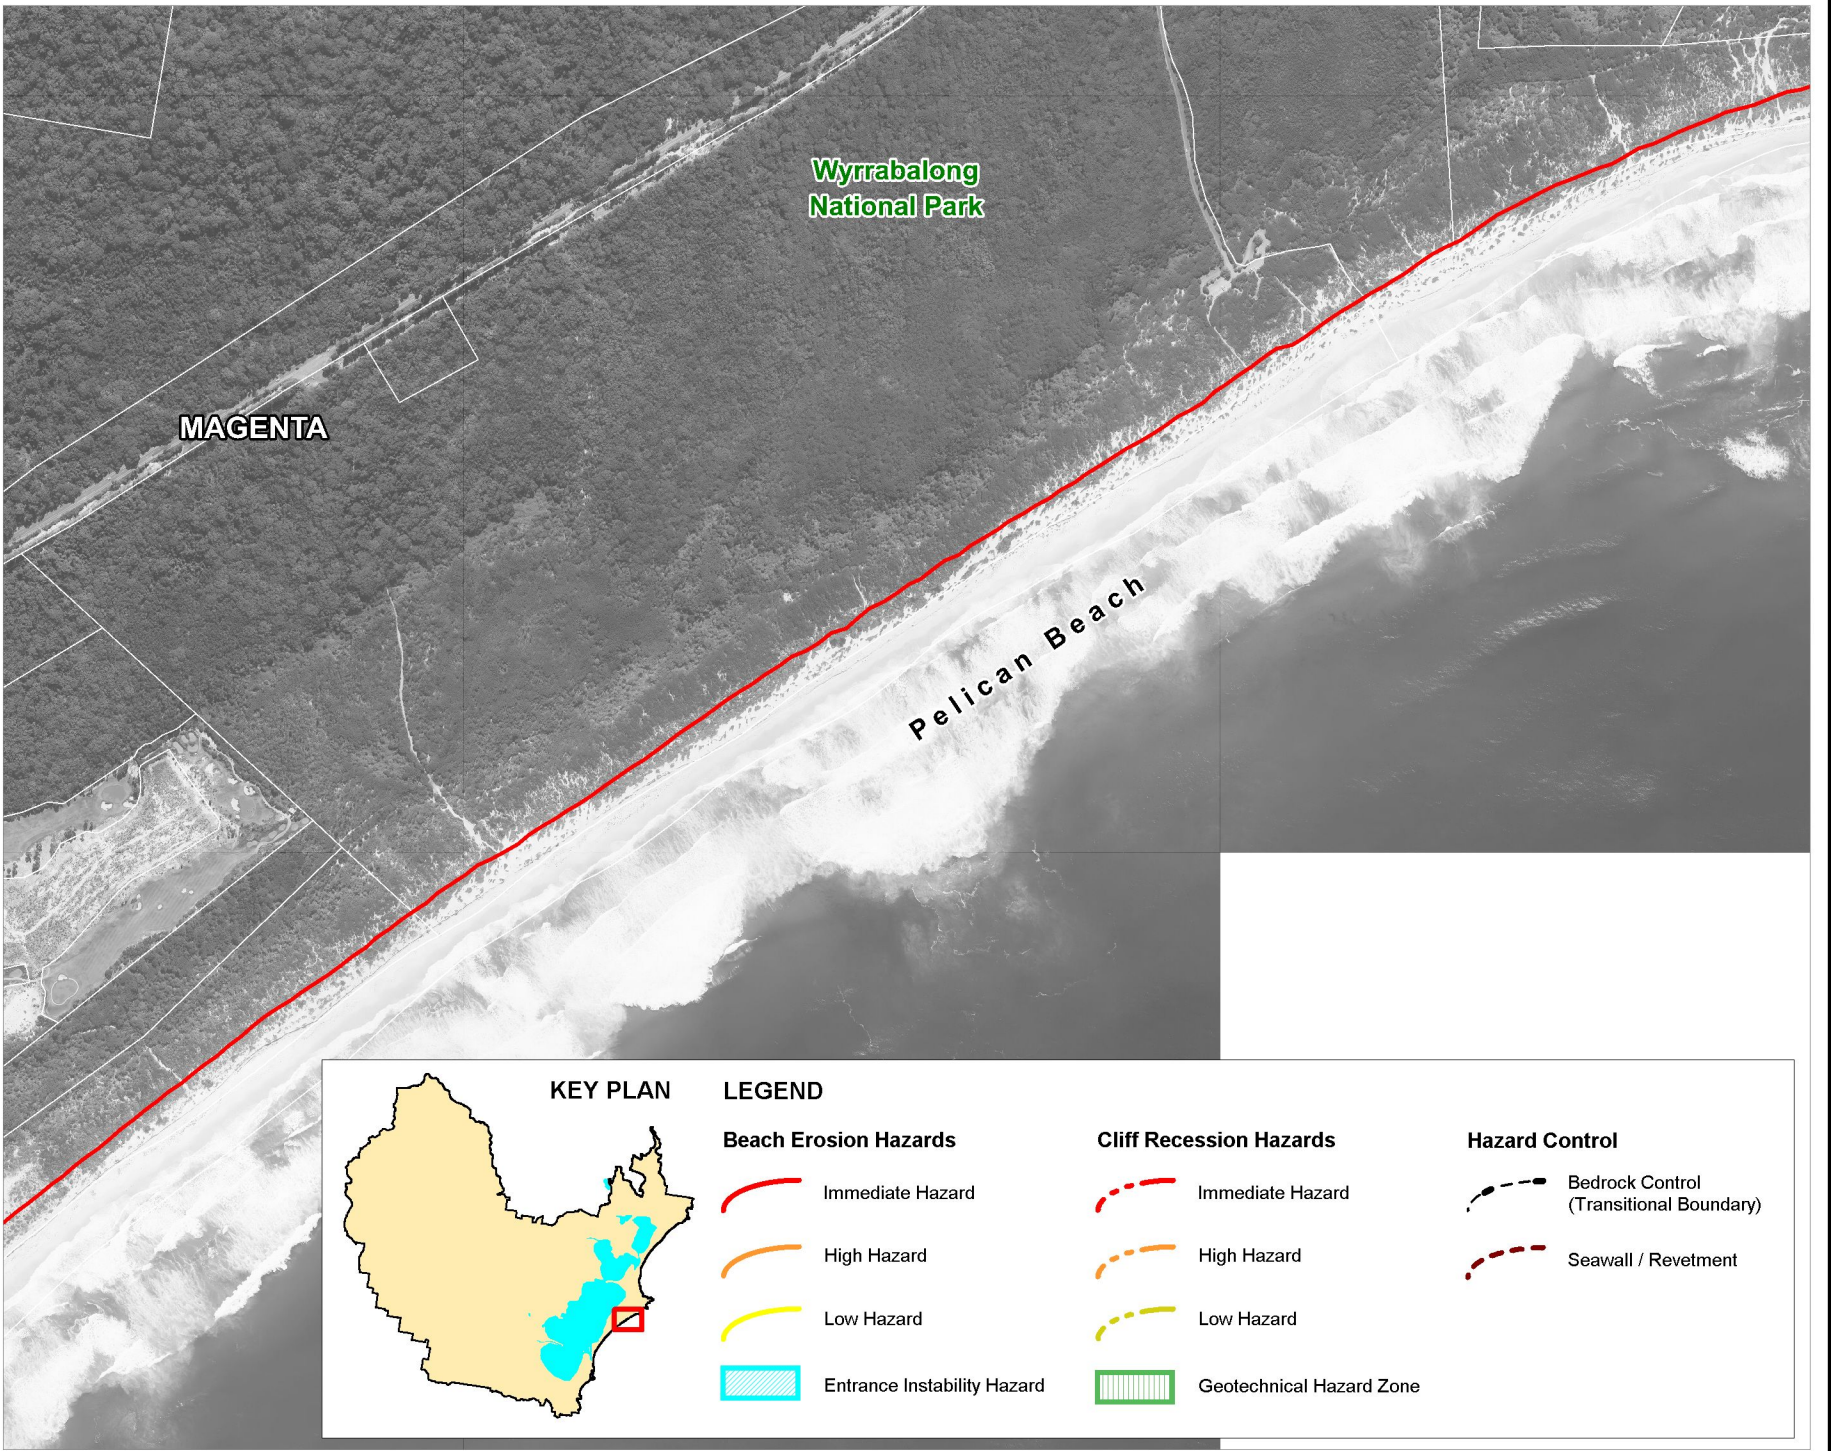 Wyrrabalong
National Park
MAGENTA
Pelican Beach
KEY PLAN
LEGEND
Beach Erosion Hazards
Immediate Hazard
High Hazard
Low Hazard
Entrance Instability Hazard
Cliff Recession Hazards
Immediate Hazard
High Hazard
Low Hazard
Geotechnical Hazard Zone
Hazard Control
Bedrock Control
(Transitional Boundary)
Seawall / Revetment